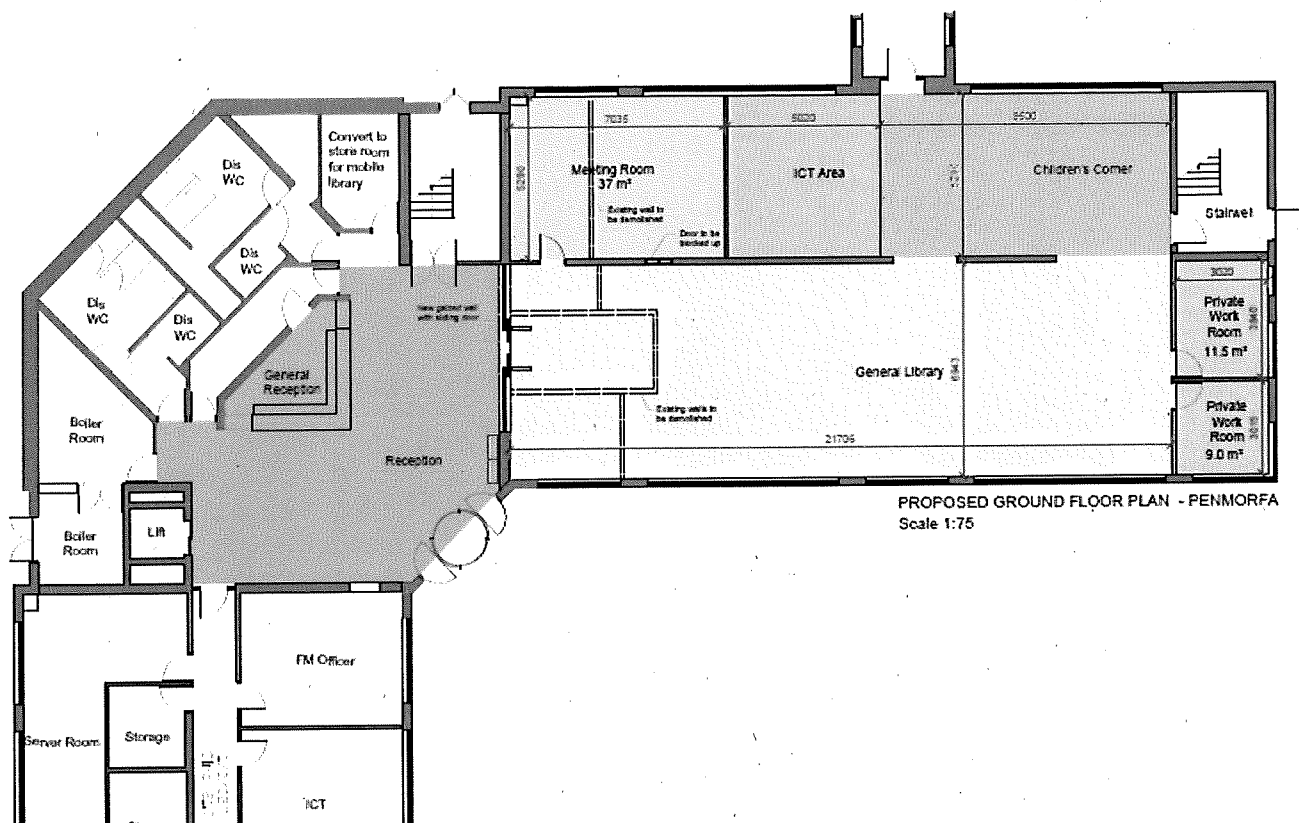 Convert to
store room
for mobile
library
Dis
WC
Dis
WC
Dis
WC
Dis
WC
7035
5020
Meeting Room
37 m²
ICT Area
Children's Corner
Existing wall to
be demolished
Door to be
blocked up
Stairwell
with sliding door
General
Reception
Reception
General Library
Existing walls to
be demolished
21706
3020
Private
Work
Room
11.5 m²
Private
Work
Room
9.0 m²
Boiler
Room
Boiler
Room
Lift
PROPOSED GROUND FLOOR PLAN - PENMORFA
Scale 1:75
FM Officer
Server Room
Storage
ICT